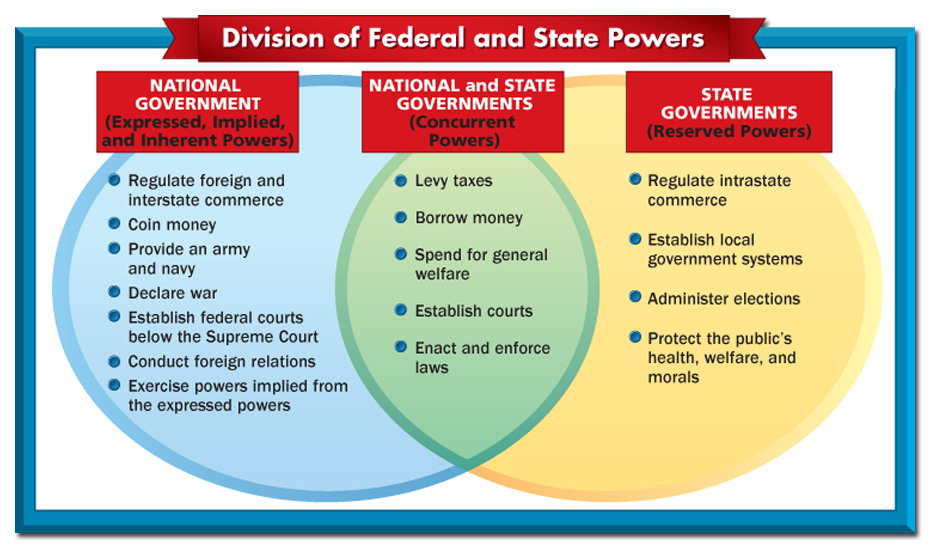 Division of Federal and State Powers
NATIONAL
GOVERNMENT
(Expressed, Implied,
and Inherent Powers)
Regulate foreign and
interstate commerce
Coin money
Provide an army
and navy
Declare war
Establish federal courts
below the Supreme Court
Conduct foreign relations
Exercise powers implied from
the expressed powers
NATIONAL and STATE
GOVERNMENTS
(Concurrent
Powers)
Levy taxes
Borrow money
Spend for general
welfare
Establish courts
Enact and enforce
laws
STATE
GOVERNMENTS
(Reserved Powers)
Regulate intrastate
commerce
Establish local
government systems
Administer elections
Protect the public's
health, welfare, and
morals